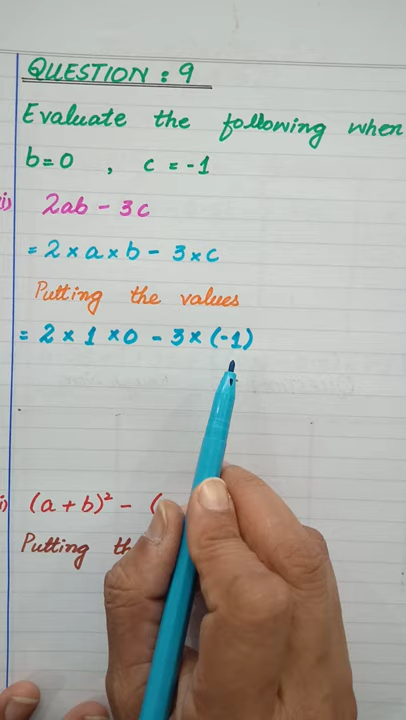 QUESTION : 9
Evaluate the following when
b=0 , c = -1
i) 2ab - 3c
= 2 × a × b - 3 × c
Putting the values
= 2 × 1 × 0 - 3 × (-1)
i) (a + b)² - (
Putting th